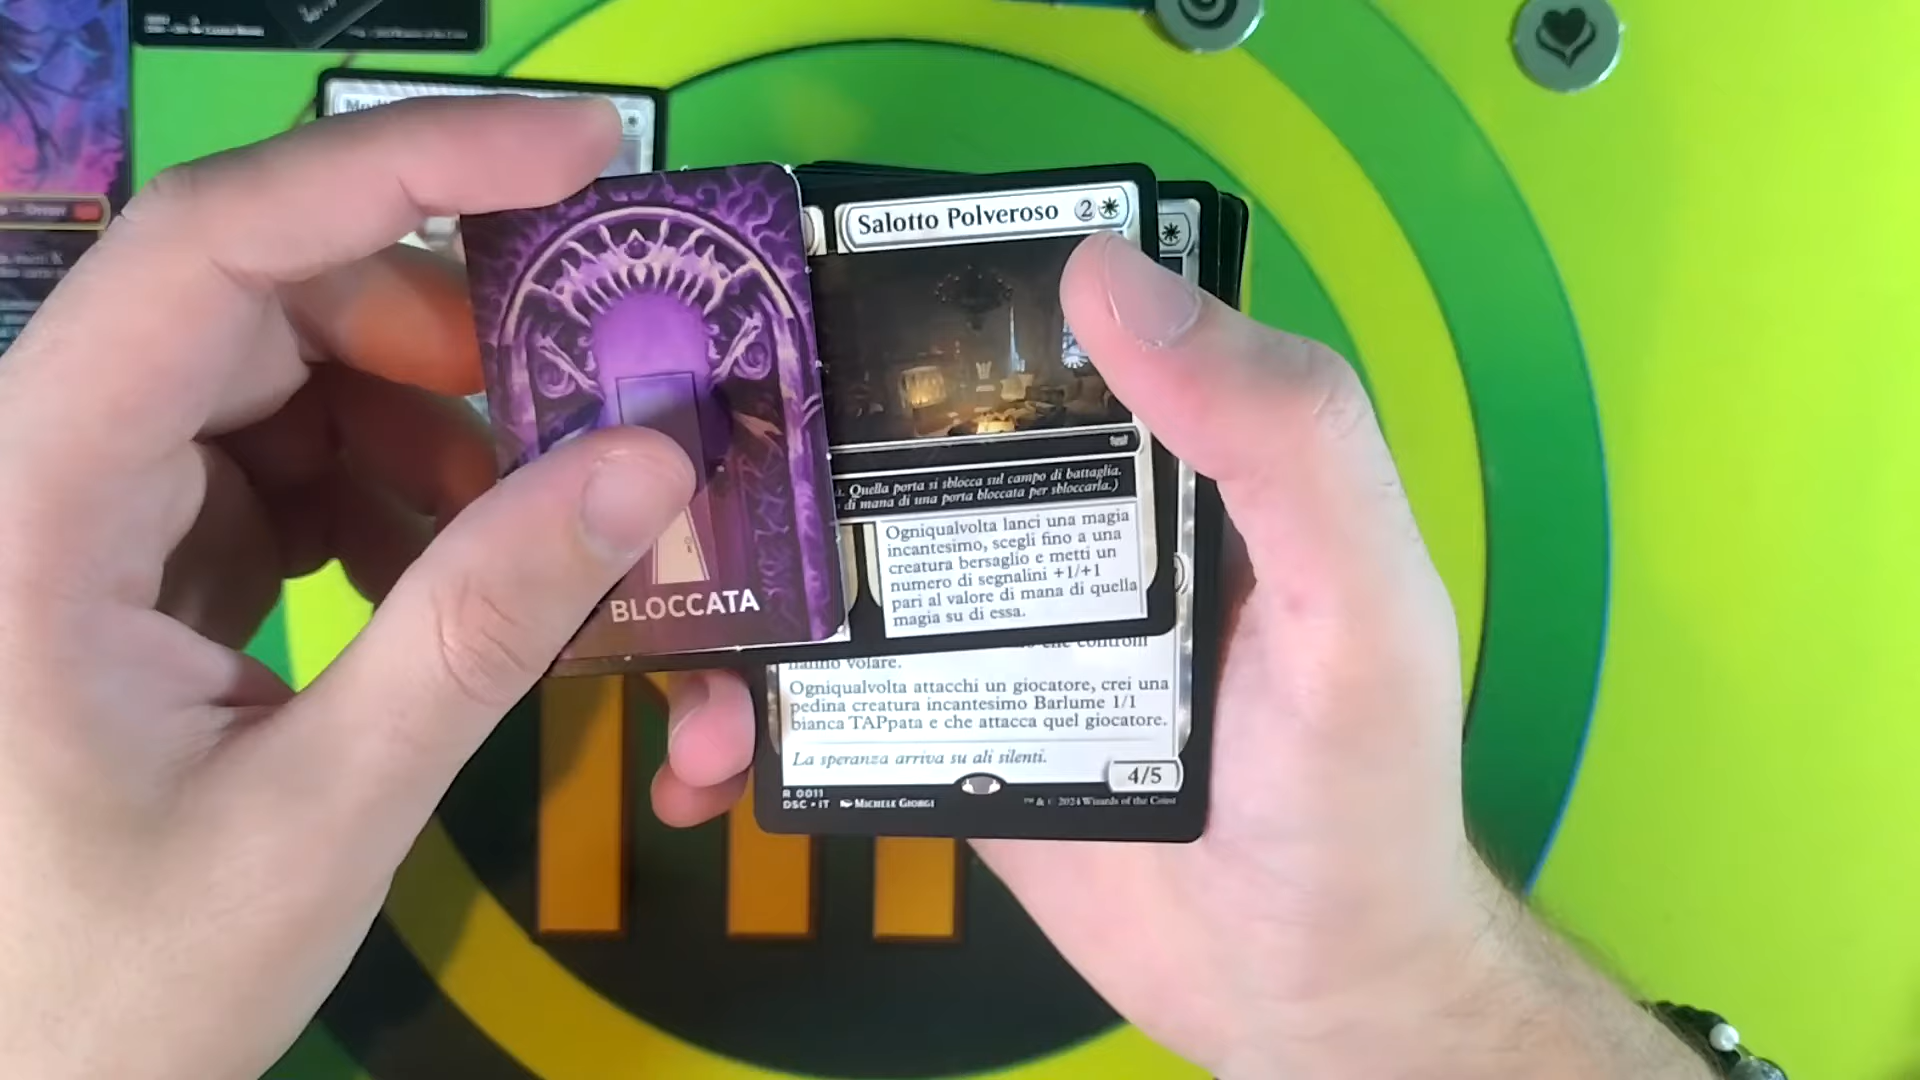 Salotto Polveroso 2
. Quella porta si sblocca sul campo di battaglia.
di mana di una porta bloccata per sbloccarla.)
Ogniqualvolta lanci una magia
incantesimo, scegli fino a una
creatura bersaglio e metti un
numero di segnalini +1/+1
pari al valore di mana di quella
magia su di essa.
BLOCCATA
hanno volare.
Ogniqualvolta attacchi un giocatore, crei una
pedina creatura incantesimo Barlume 1/1
bianca TAPpata e che attacca quel giocatore.
La speranza arriva su ali silenti.
4/5
R 0011
DSC • IT Michele Giorgi
™ & © 2024 Wizards of the Coast